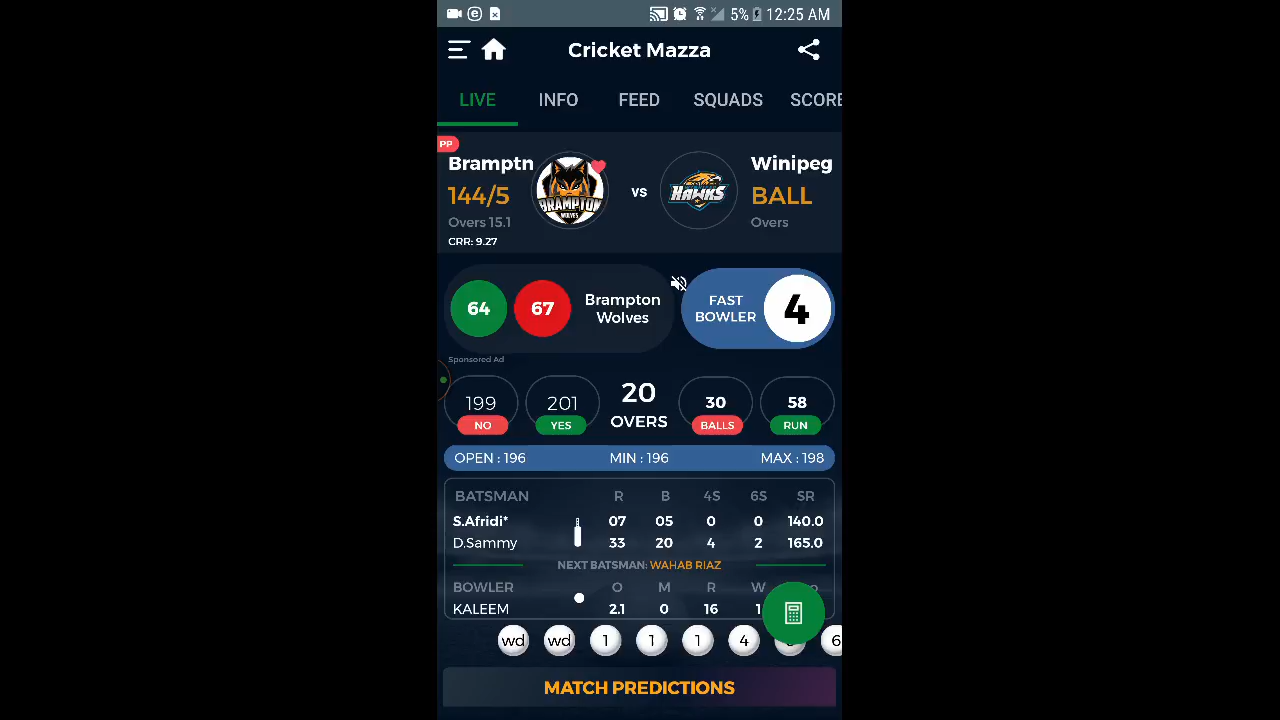 5% 12:25 AM
Cricket Mazza
LIVE INFO FEED SQUADS SCORE
PP
Bramptn
144/5
Overs 15.1
CRR: 9.27
BRAMPTON
WOLVES
vs
HAWKS
Winipeg
BALL
Overs
64 67 Brampton
Wolves
FAST
BOWLER
4
Sponsored Ad
199
NO
201
YES
20
OVERS
30
BALLS
58
RUN
OPEN : 196 MIN : 196 MAX : 198
BATSMAN R B 4S 6S SR
S.Afridi* 07 05 0 0 140.0
D.Sammy 33 20 4 2 165.0
NEXT BATSMAN: WAHAB RIAZ
BOWLER O M R W
KALEEM 2.1 0 16 1
wd wd 1 1 1 4 6
MATCH PREDICTIONS